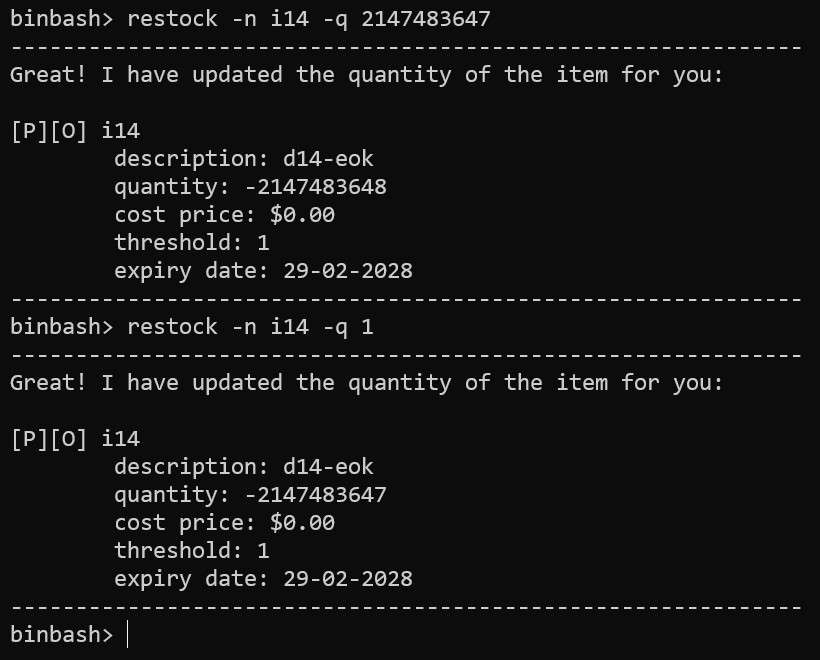 binbash> restock -n i14 -q 2147483647
-------------------------------------------------------------
Great! I have updated the quantity of the item for you:

[P][O] i14
        description: d14-eok
        quantity: -2147483648
        cost price: $0.00
        threshold: 1
        expiry date: 29-02-2028
-------------------------------------------------------------
binbash> restock -n i14 -q 1
-------------------------------------------------------------
Great! I have updated the quantity of the item for you:

[P][O] i14
        description: d14-eok
        quantity: -2147483647
        cost price: $0.00
        threshold: 1
        expiry date: 29-02-2028
-------------------------------------------------------------
binbash>